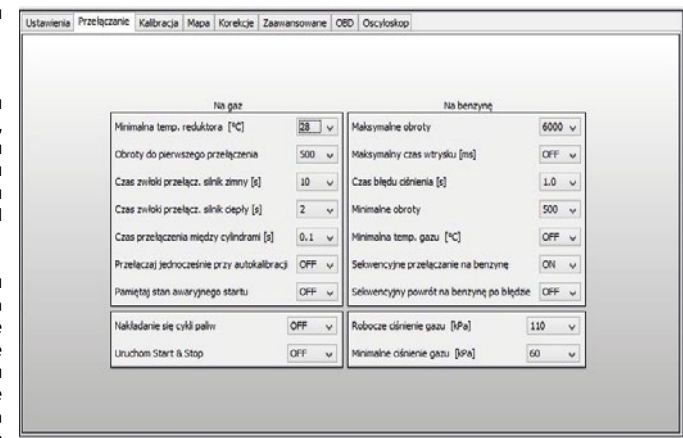 Ustawienia Przełączanie Kalibracja Mapa Korekcje Zaawansowane OBD Oscyloskop
Na gaz
Minimalna temp. reduktora [ºC] 28
Obroty do pierwszego przełączenia 500
Czas zwłoki przełącz. silnik zimny [s] 10
Czas zwłoki przełącz. silnik ciepły [s] 2
Czas przełączenia między cylindrami [s] 0.1
Przełączaj jednocześnie przy autokalibracji OFF
Pamiętaj stan awaryjnego startu OFF
Nakładanie się cykli paliw OFF
Uruchom Start & Stop OFF
Na benzynę
Maksymalne obroty 6000
Maksymalny czas wtrysku [ms] OFF
Czas błędu ciśnienia [s] 1.0
Minimalne obroty 500
Minimalna temp. gazu [ºC] OFF
Sekwencyjne przełączanie na benzynę ON
Sekwencyjny powrót na benzynę po błędzie OFF
Robocze ciśnienie gazu [kPa] 110
Minimalne ciśnienie gazu [kPa] 60